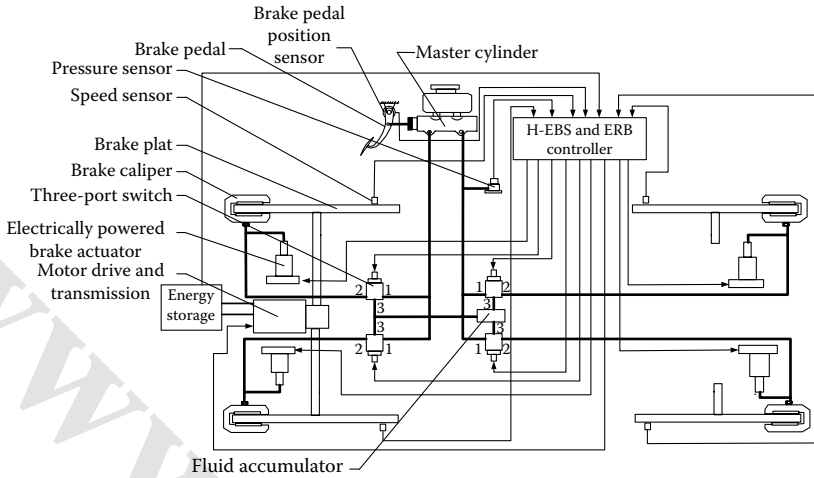 Brake pedal
position
sensor
Brake pedal
Master cylinder
Pressure sensor
Speed sensor
H-EBS and ERB
controller
Brake plat
Brake caliper
Three-port switch
Electrically powered
brake actuator
Motor drive and
transmission
Energy
storage
2 1
3
1 2
3
3
2 1
3
1 2
Fluid accumulator
WW